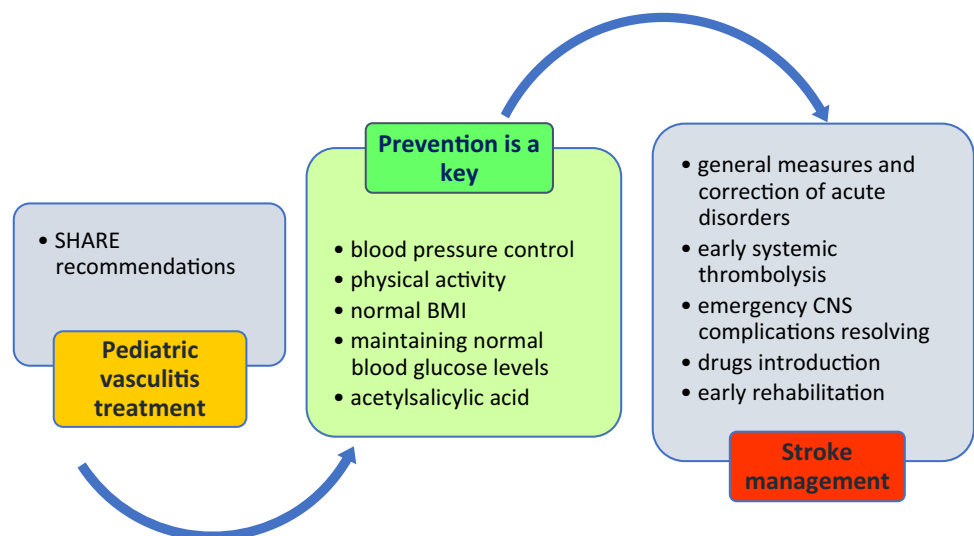 • SHARE
recommendations
Pediatric
vasculitis
treatment
Prevention is a
key
• blood pressure control
• physical activity
• normal BMI
• maintaining normal
blood glucose levels
• acetylsalicylic acid
• general measures and
correction of acute
disorders
• early systemic
thrombolysis
• emergency CNS
complications resolving
• drugs introduction
• early rehabilitation
Stroke
management